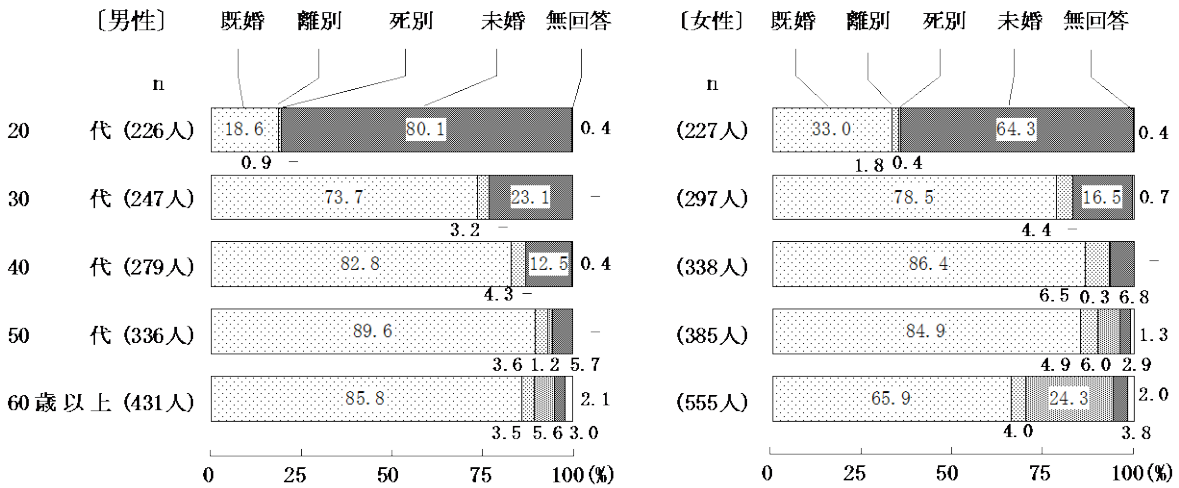 〔男性〕 既婚 離別 死別 未婚 無回答 〔女性〕 既婚 離別 死別 未婚 無回答
n n
20 代 (226人) 18.6 80.1 0.4 (227人) 33.0 64.3 0.4
0.9 － 1.8 0.4
30 代 (247人) 73.7 23.1 － (297人) 78.5 16.5 0.7
3.2 － 4.4 －
40 代 (279人) 82.8 12.5 0.4 (338人) 86.4 －
4.3 － 6.5 0.3 6.8
50 代 (336人) 89.6 － (385人) 84.9 1.3
3.6 1.2 5.7 4.9 6.0 2.9
60歳以上 (431人) 85.8 2.1 (555人) 65.9 24.3 2.0
3.5 5.6 3.0 4.0 3.8
0 25 50 75 100(%) 0 25 50 75 100(%)